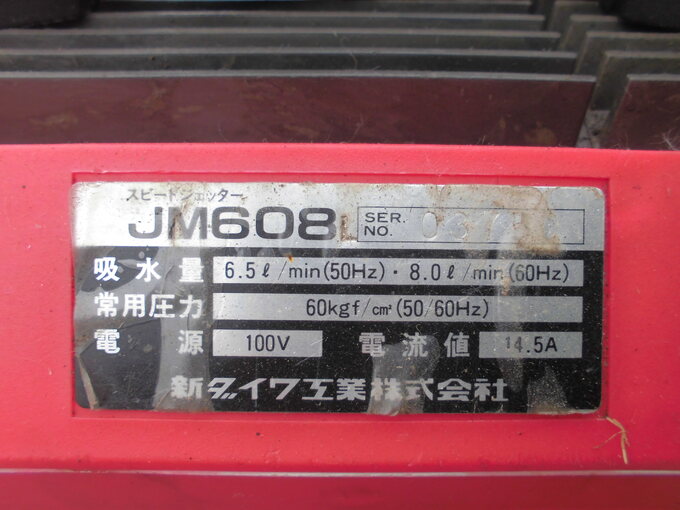 スピードジェッター
JM608L SER. NO.
吸水量 6.5ℓ/min(50Hz)・8.0ℓ/min(60Hz)
常用圧力 60kgf/cm²(50/60Hz)
電源 100V 電流値 14.5A
新ダイワ工業株式会社